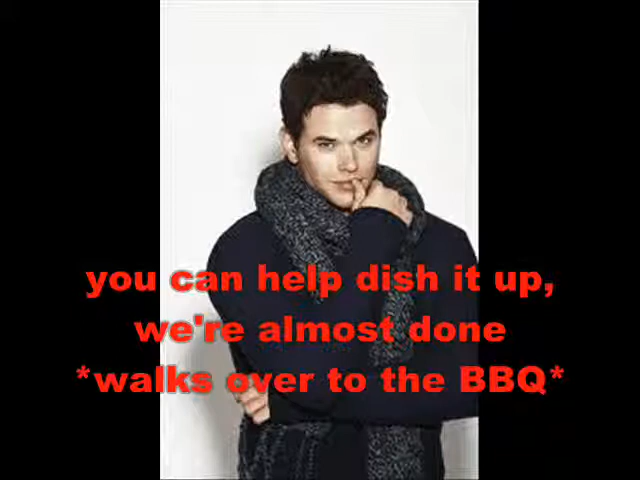 you can help dish it up,
we're almost done
*walks over to the BBQ*